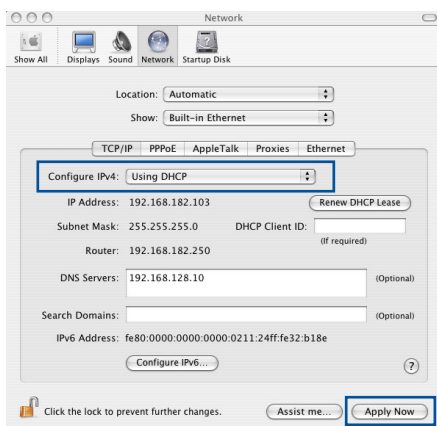 Network
Show All Displays Sound Network Startup Disk
Location: Automatic
Show: Built-in Ethernet
TCP/IP PPPoE AppleTalk Proxies Ethernet
Configure IPv4: Using DHCP
IP Address: 192.168.182.103 Renew DHCP Lease
Subnet Mask: 255.255.255.0 DHCP Client ID:
(If required)
Router: 192.168.182.250
DNS Servers: 192.168.128.10 (Optional)
Search Domains: (Optional)
IPv6 Address: fe80:0000:0000:0000:0211:24ff:fe32:b18e
Configure IPv6... ?
Click the lock to prevent further changes. Assist me... Apply Now